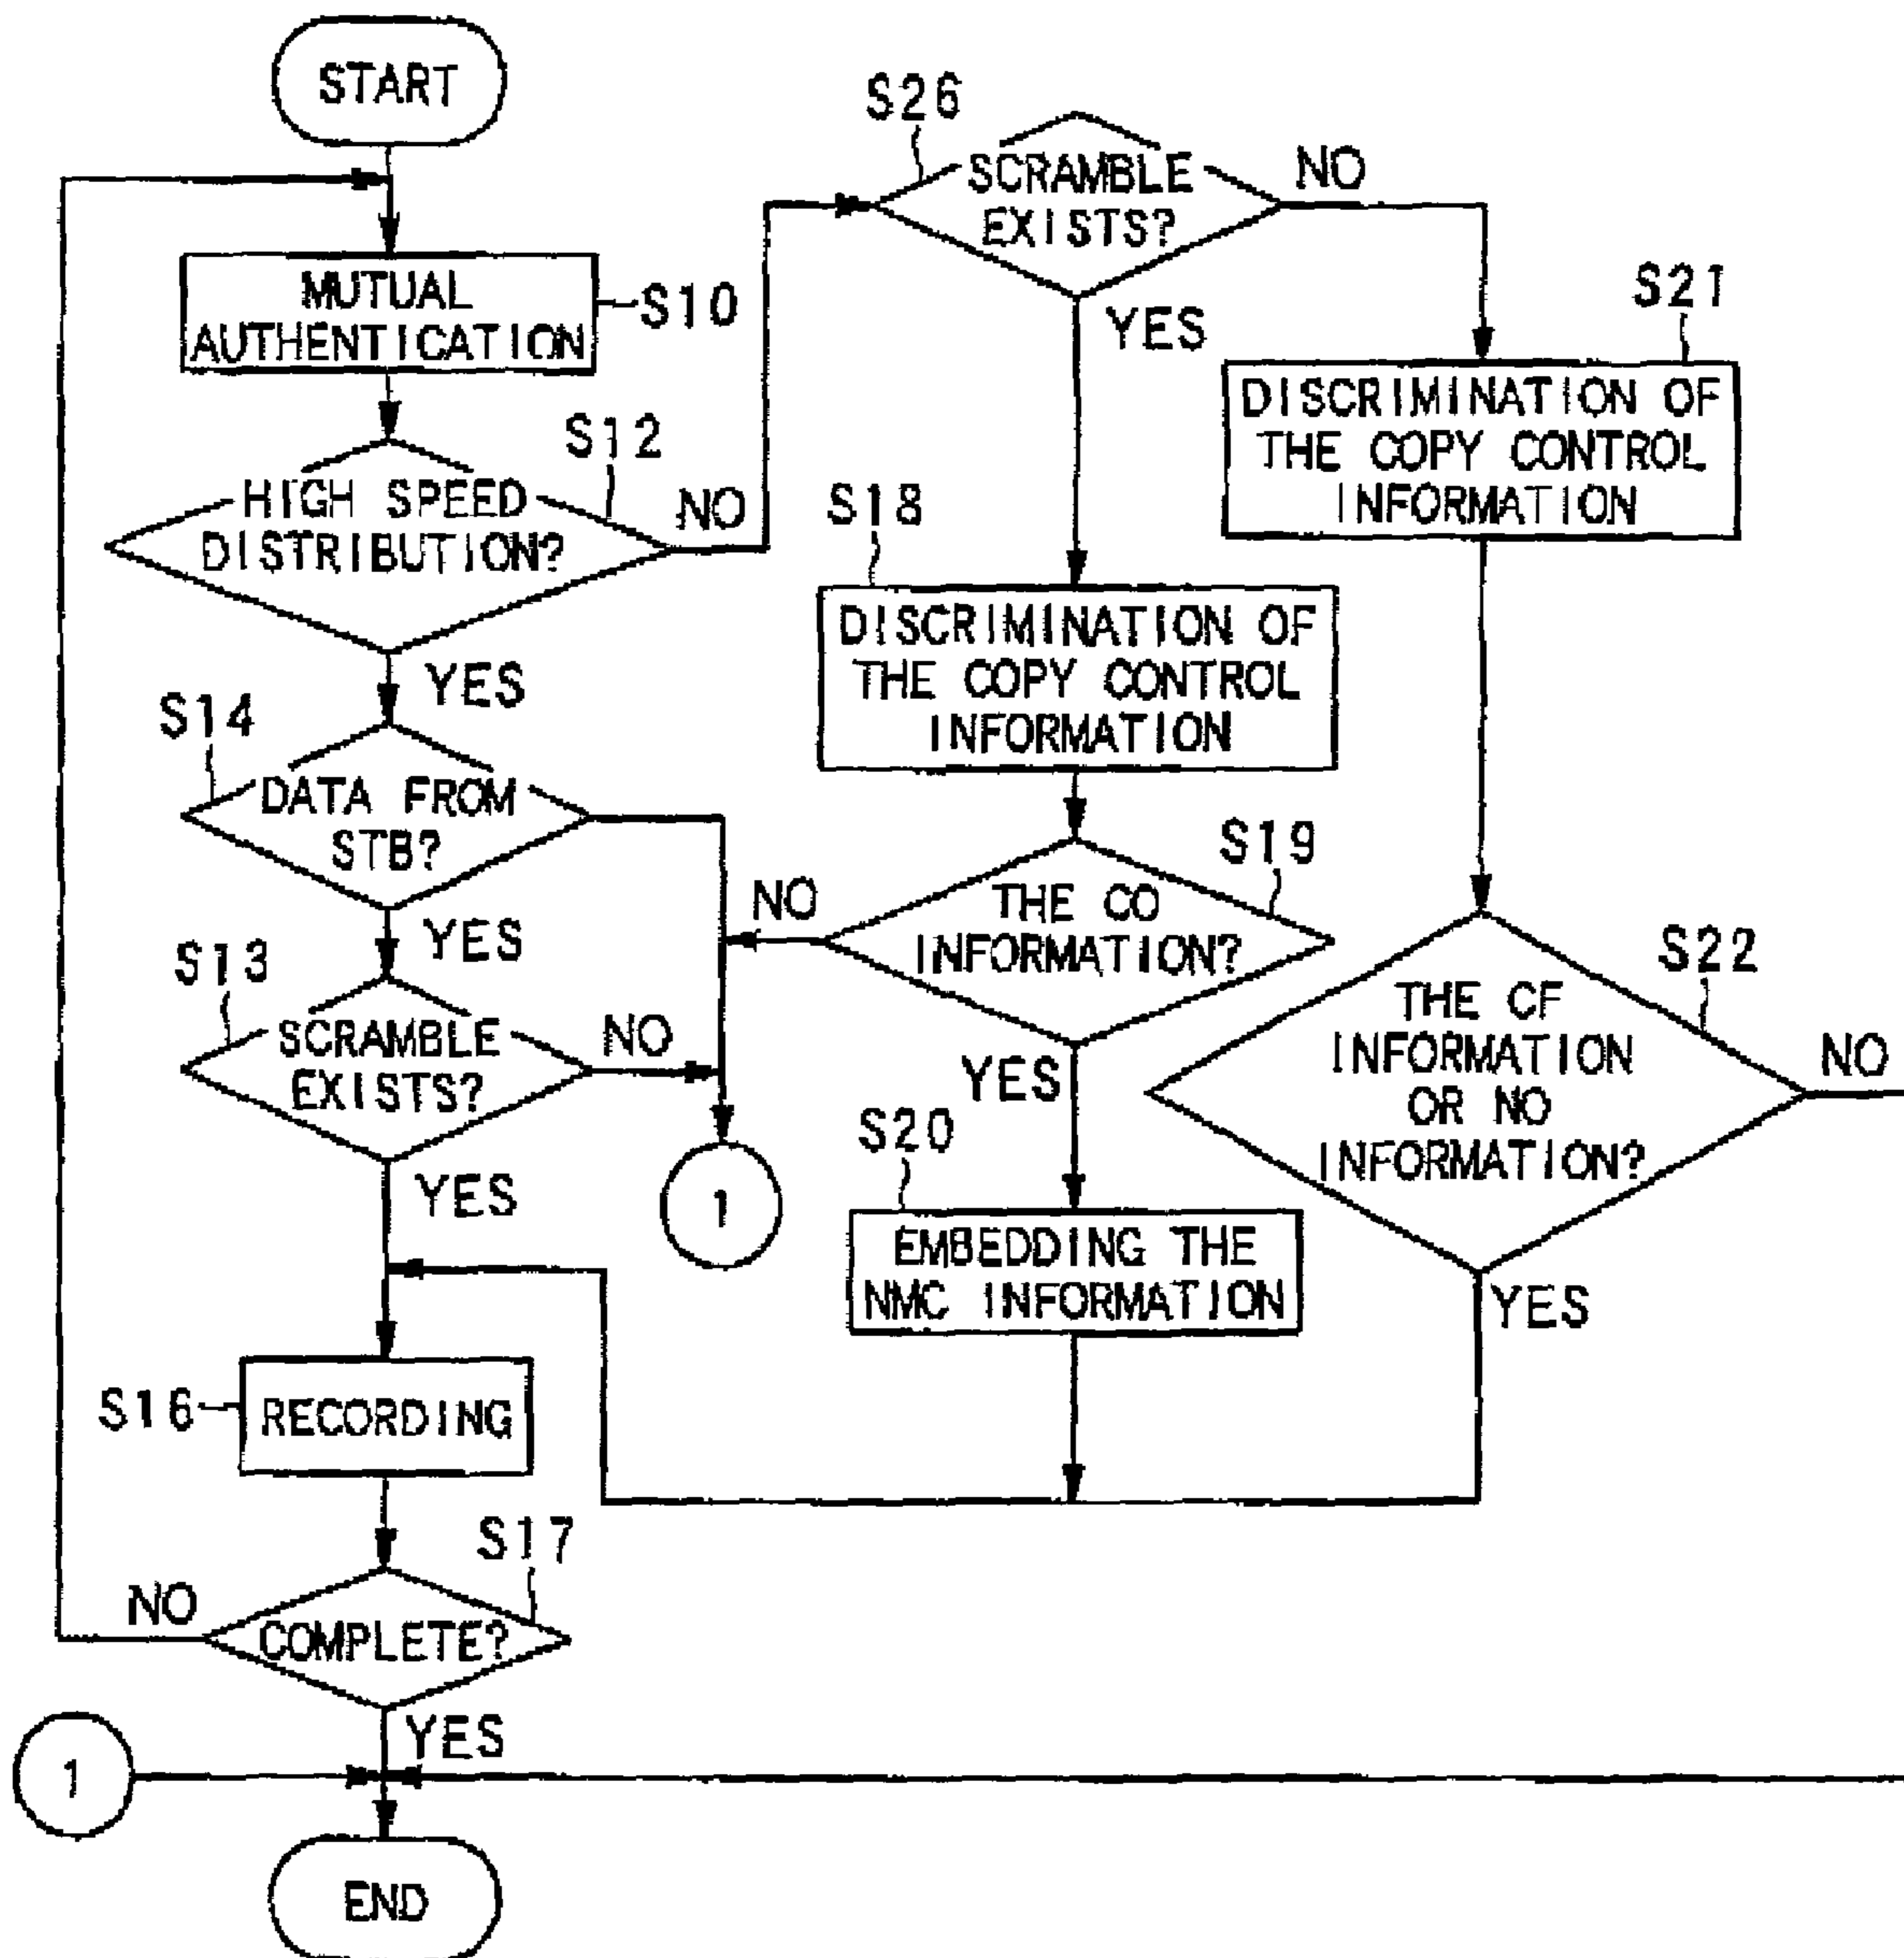 START
MUTUAL
AUTHENTICATION
S10
S12
HIGH SPEED
DISTRIBUTION?
NO
YES
S14
DATA FROM
STB?
YES
S13
SCRAMBLE
EXISTS?
NO
YES
1
S16
RECORDING
S17
COMPLETE?
NO
YES
1
END
S26
SCRAMBLE
EXISTS?
NO
YES
S18
DISCRIMINATION OF
THE COPY CONTROL
INFORMATION
S19
THE CO
INFORMATION?
NO
YES
S20
EMBEDDING THE
NMC INFORMATION
S21
DISCRIMINATION OF
THE COPY CONTROL
INFORMATION
S22
THE CF
INFORMATION
OR NO
INFORMATION?
NO
YES